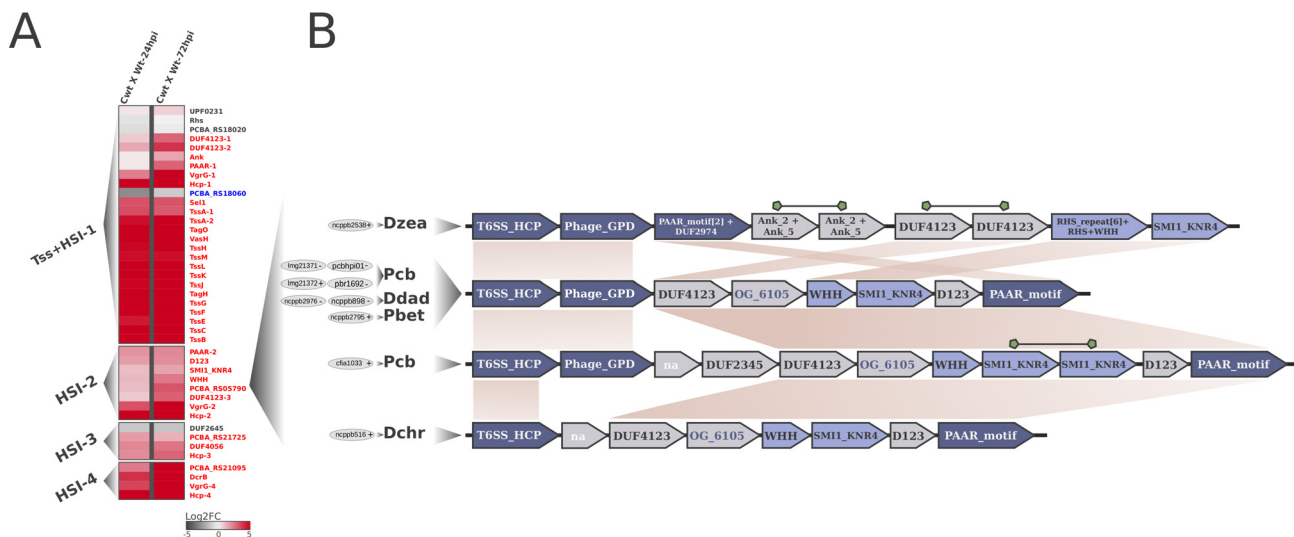 A
B
Cwt X Wt-24hpi
Cwt X Wt-72hpi
Tss+HSI-1
UPF0231
Rhs
PCBA_RS18020
DUF4123-1
DUF4123-2
Ank
PAAR-1
VgrG-1
Hcp-1
PCBA_RS18060
Sel1
TssA-1
TssA-2
TagO
VasH
TssH
TssM
TssL
TssK
TssJ
TagH
TssG
TssF
TssE
TssC
TssB
HSI-2
PAAR-2
D123
SMI1_KNR4
WHH
PCBA_RS05790
DUF4123-3
VgrG-2
Hcp-2
HSI-3
DUF2645
PCBA_RS21725
DUF4056
Hcp-3
HSI-4
PCBA_RS21095
DcrB
VgrG-4
Hcp-4
Log2FC
-5 0 5
ncppb2538+ Dzea
T6SS_HCP Phage_GPD PAAR_motif[2] + DUF2974 Ank_2 + Ank_5 Ank_2 + Ank_5 DUF4123 DUF4123 RHS_repeat[6]+ RHS+WHH SMI1_KNR4
lmg21371- pcbhpi01- Pcb
lmg21372+ pbr1692-
ncppb2976- ncppb898- Ddad
ncppb2795+ Pbet
T6SS_HCP Phage_GPD DUF4123 OG_6105 WHH SMI1_KNR4 D123 PAAR_motif
cfia1033 + Pcb
T6SS_HCP Phage_GPD na DUF2345 DUF4123 OG_6105 WHH SMI1_KNR4 SMI1_KNR4 D123 PAAR_motif
ncppb516+ Dchr
T6SS_HCP na DUF4123 OG_6105 WHH SMI1_KNR4 D123 PAAR_motif